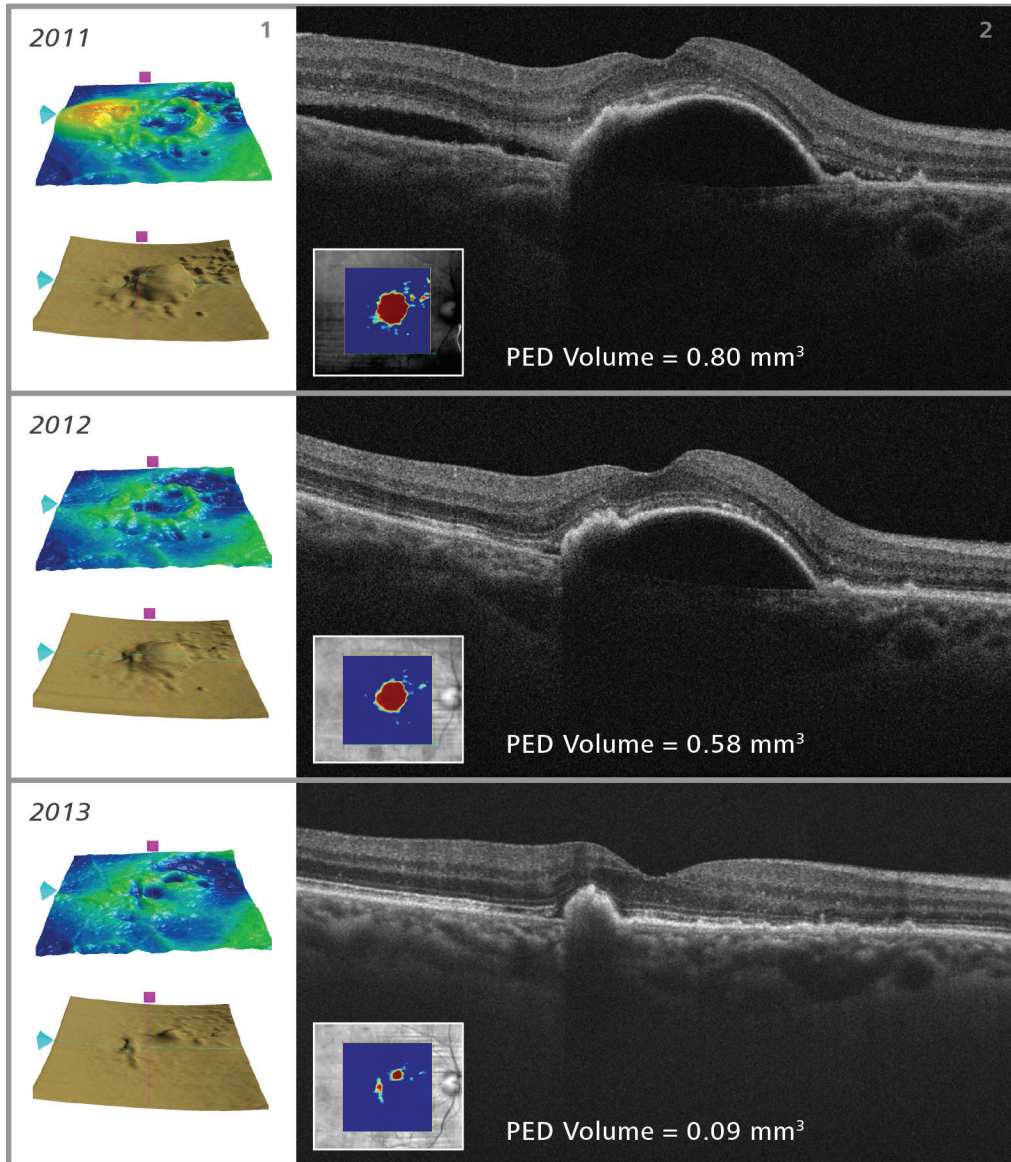 2011
1
2
PED Volume = 0.80 mm³
2012
PED Volume = 0.58 mm³
2013
PED Volume = 0.09 mm³